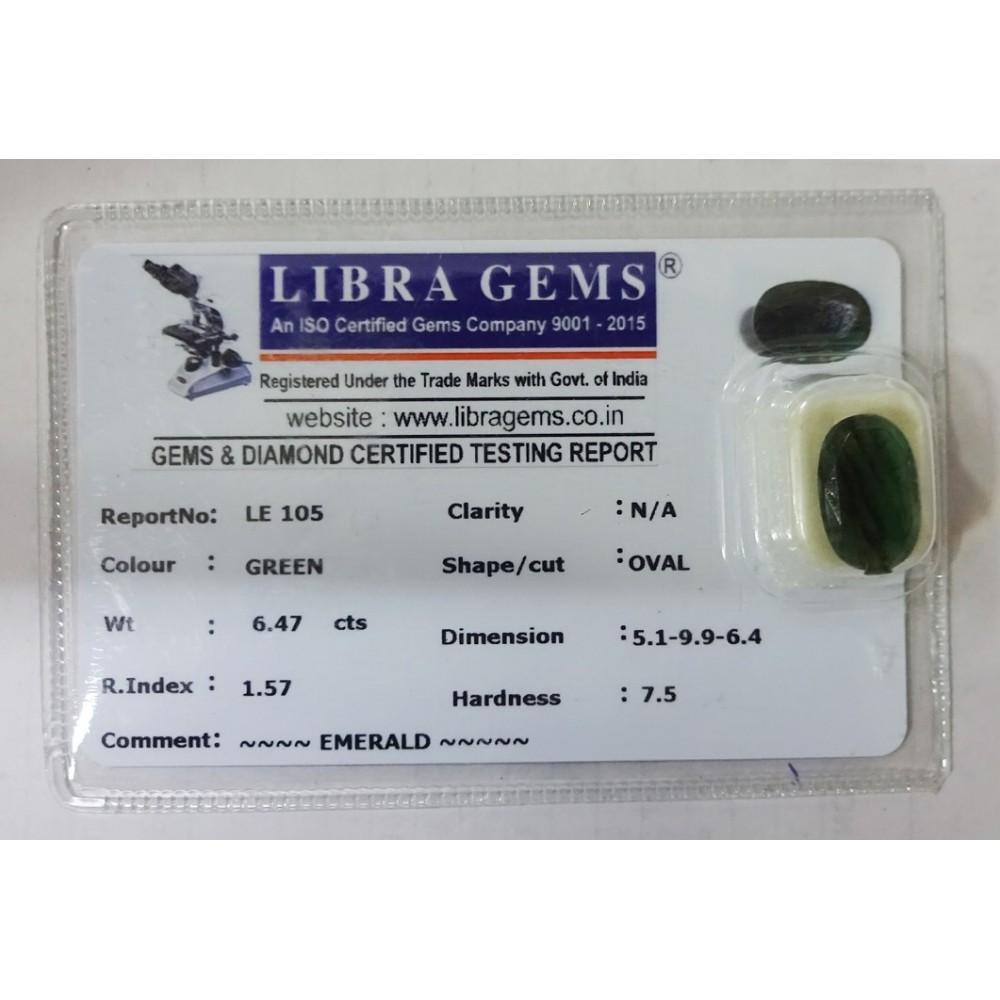 LIBRA GEMS®
An ISO Certified Gems Company 9001 - 2015
Registered Under the Trade Marks with Govt. of India
website : www.libragems.co.in
GEMS & DIAMOND CERTIFIED TESTING REPORT
ReportNo: LE 105 Clarity : N/A
Colour : GREEN Shape/cut : OVAL
Wt : 6.47 cts Dimension : 5.1-9.9-6.4
R.Index : 1.57 Hardness : 7.5
Comment: ~~~~ EMERALD ~~~~~